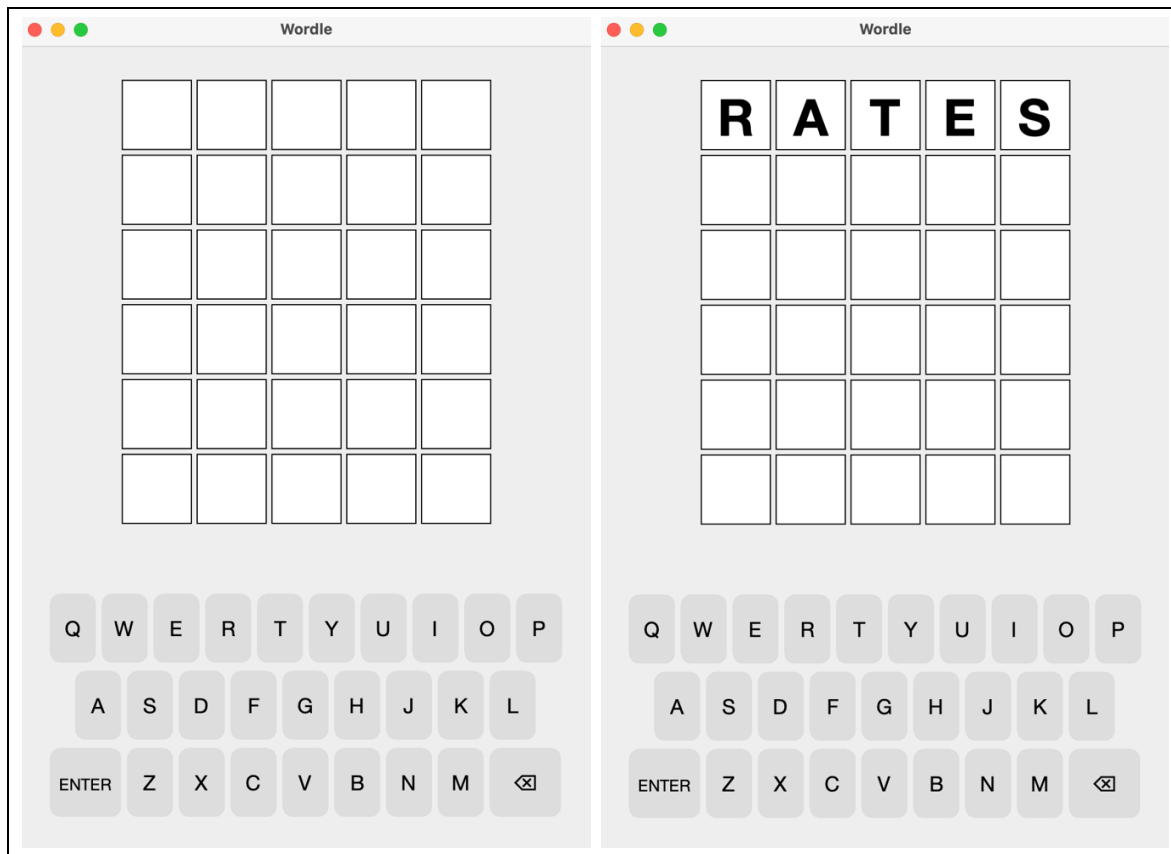 Wordle
Q W E R T Y U I O P
A S D F G H J K L
ENTER Z X C V B N M ⌫
Wordle
R A T E S
Q W E R T Y U I O P
A S D F G H J K L
ENTER Z X C V B N M ⌫